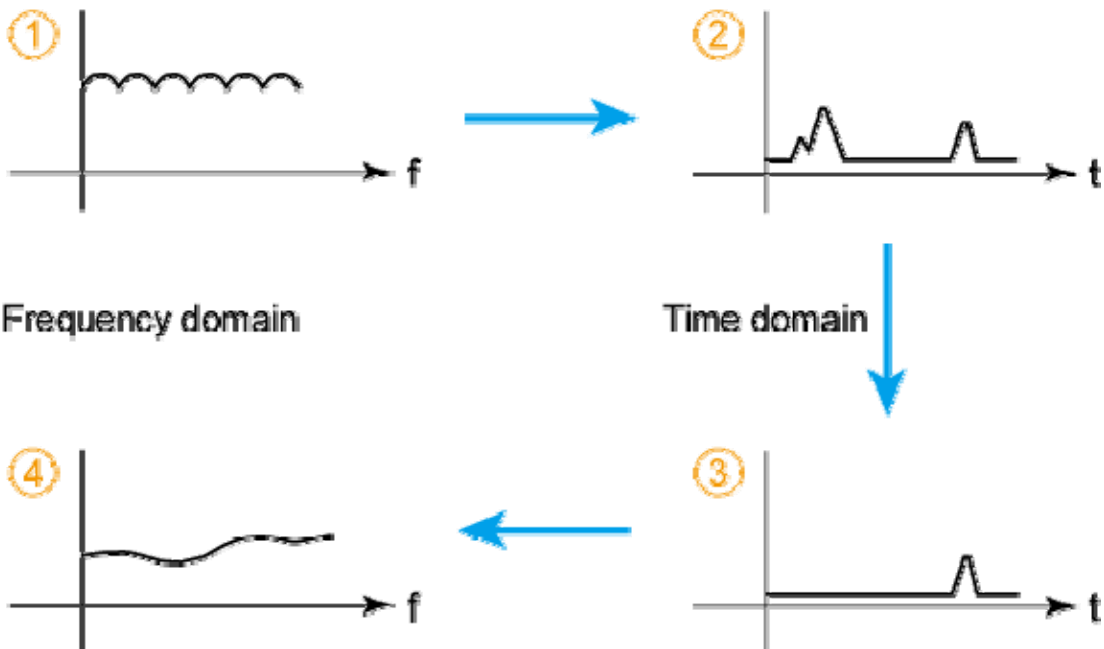 ①
②
f
t
Frequency domain
Time domain
④
③
f
t